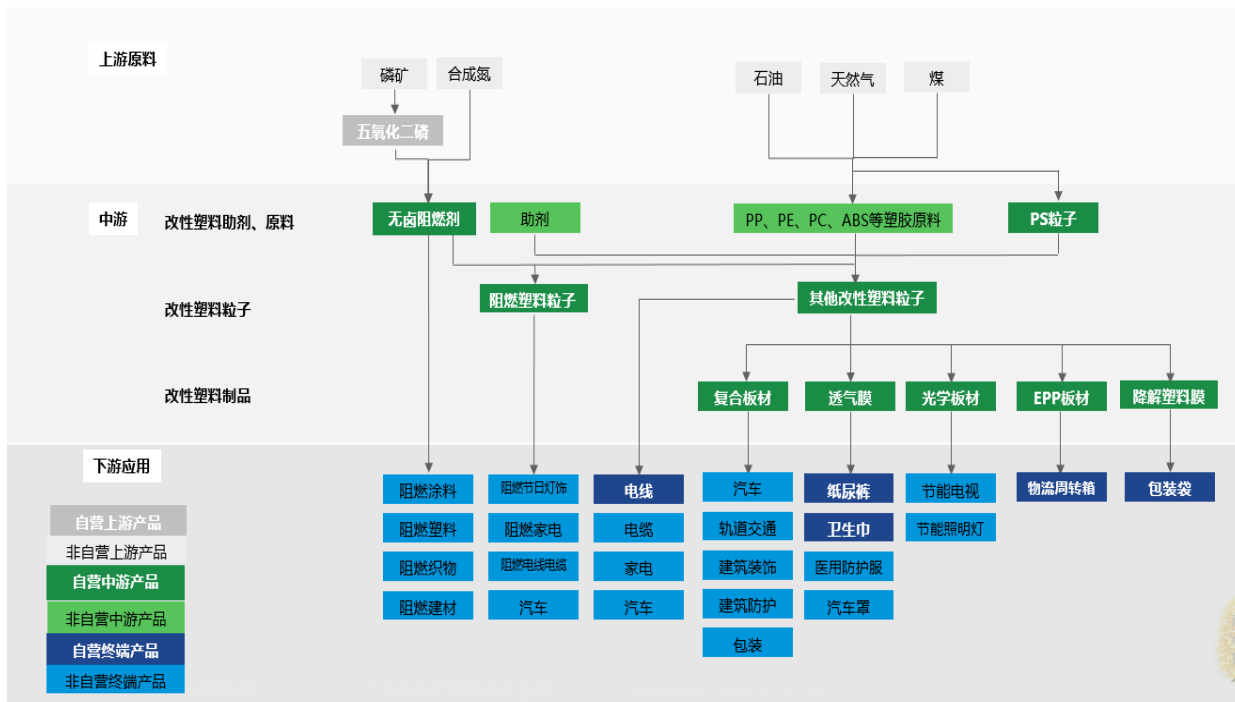 上游原料
磷矿
合成氮
石油
天然气
煤
五氧化二磷
中游
改性塑料助剂、原料
无卤阻燃剂
助剂
PP、PE、PC、ABS等塑胶原料
PS粒子
改性塑料粒子
阻燃塑料粒子
其他改性塑料粒子
改性塑料制品
复合板材
透气膜
光学板材
EPP板材
降解塑料膜
下游应用
阻燃涂料
阻燃节日灯饰
电线
汽车
纸尿裤
节能电视
物流周转箱
包装袋
阻燃塑料
阻燃家电
电缆
轨道交通
卫生巾
节能照明灯
阻燃织物
阻燃电线电缆
家电
建筑装饰
医用防护服
阻燃建材
汽车
汽车
建筑防护
汽车罩
包装
自营上游产品
非自营上游产品
自营中游产品
非自营中游产品
自营终端产品
非自营终端产品